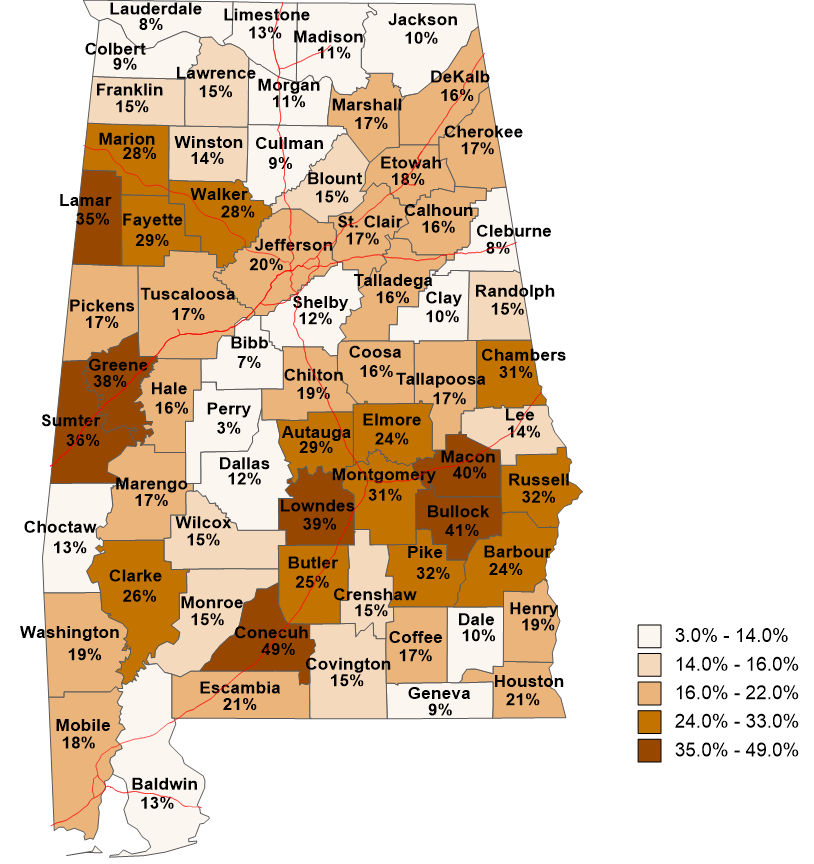 Lauderdale
8%
Limestone
13%
Madison
11%
Jackson
10%
Colbert
9%
Lawrence
15%
Franklin
15%
Morgan
11%
Marshall
17%
DeKalb
16%
Cherokee
17%
Marion
28%
Winston
14%
Cullman
9%
Blount
15%
Etowah
18%
Lamar
35%
Walker
28%
Fayette
29%
Jefferson
20%
St. Clair
17%
Calhoun
16%
Cleburne
8%
Pickens
17%
Tuscaloosa
17%
Shelby
12%
Talladega
16%
Clay
10%
Randolph
15%
Bibb
7%
Greene
38%
Hale
16%
Chilton
19%
Coosa
16%
Tallapoosa
17%
Chambers
31%
Sumter
36%
Perry
3%
Autauga
29%
Elmore
24%
Lee
14%
Marengo
17%
Dallas
12%
Montgomery
31%
Macon
40%
Russell
32%
Lowndes
39%
Bullock
41%
Choctaw
13%
Wilcox
15%
Clarke
26%
Butler
25%
Crenshaw
15%
Pike
32%
Barbour
24%
Monroe
15%
Washington
19%
Conecuh
49%
Covington
15%
Coffee
17%
Dale
10%
Henry
19%
Escambia
21%
Geneva
9%
Houston
21%
Mobile
18%
Baldwin
13%
3.0% - 14.0%
14.0% - 16.0%
16.0% - 22.0%
24.0% - 33.0%
35.0% - 49.0%